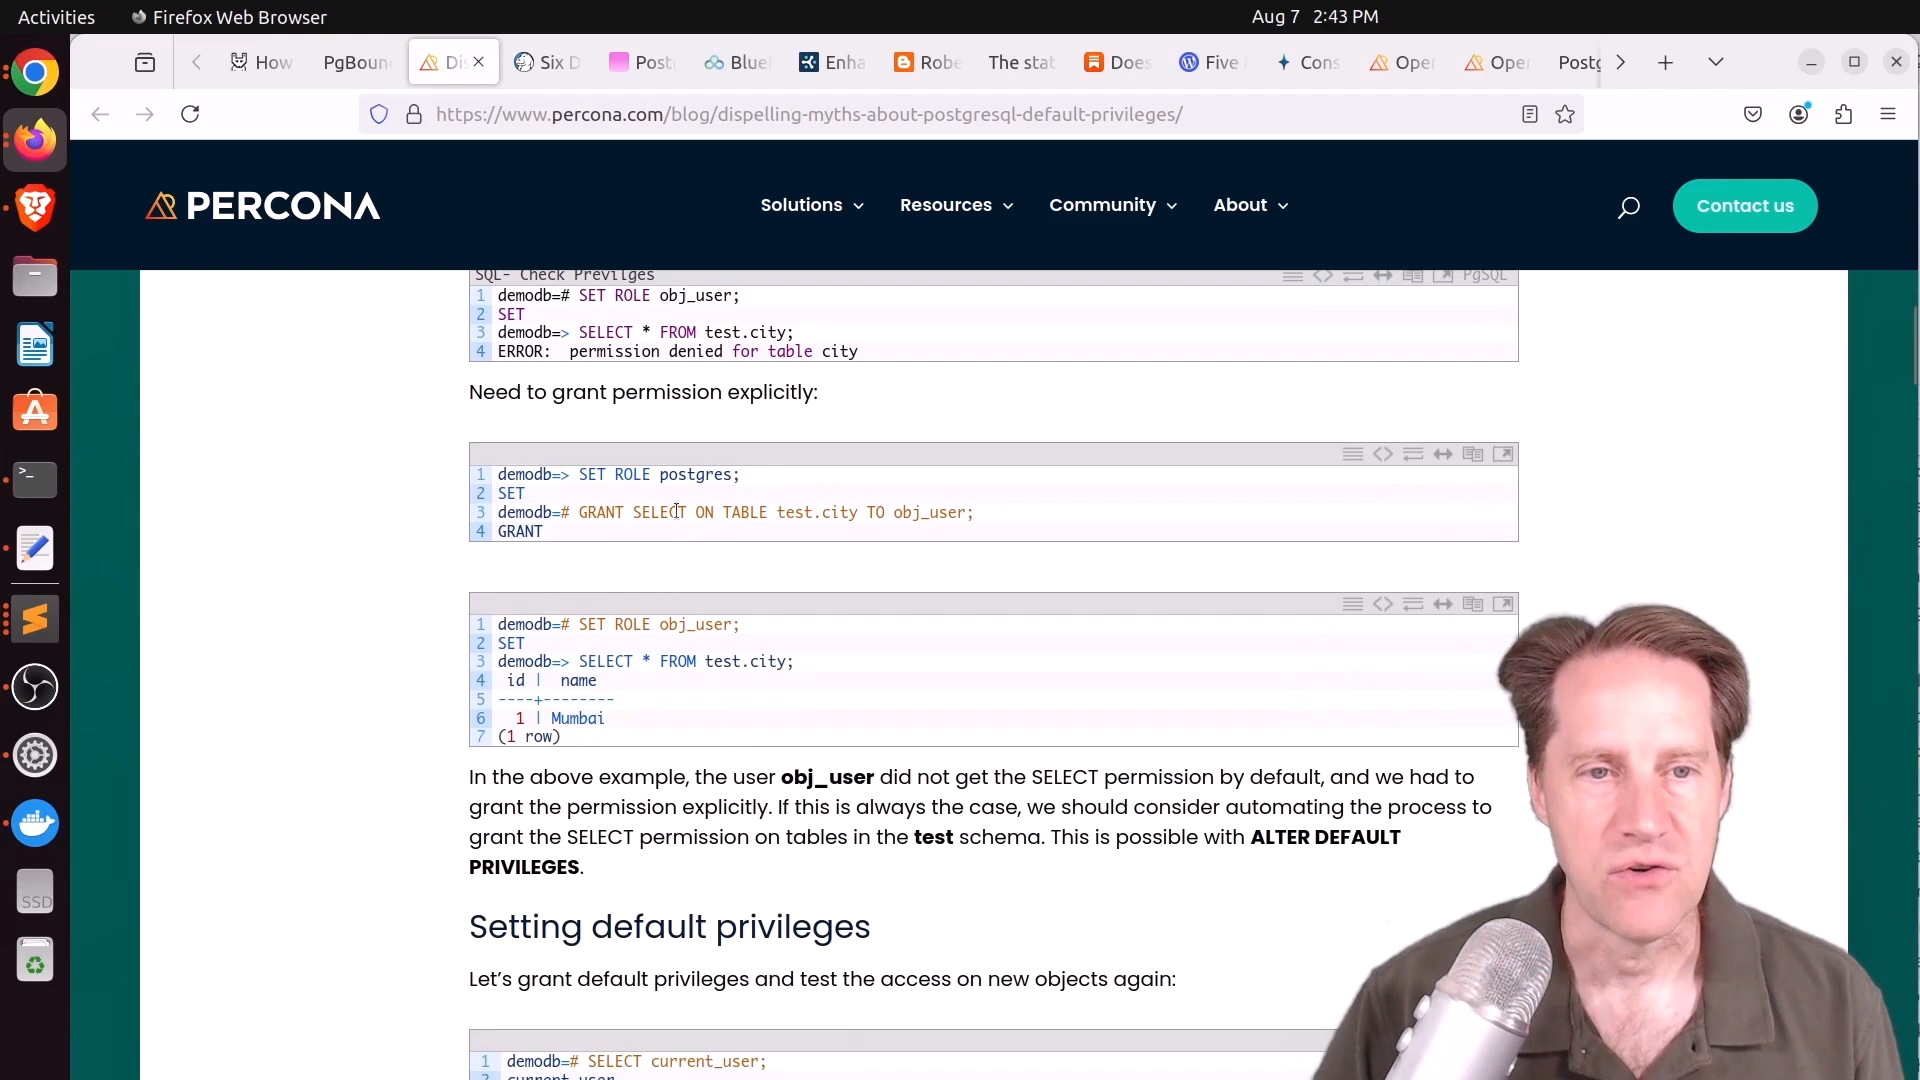 Activities
Firefox Web Browser
Aug 7 2:43 PM
How
PgBoun
Di
Six D
Post
Blue
Enha
Robe
The stat
Does
Five
Cons
Oper
Oper
Postg
https://www.percona.com/blog/dispelling-myths-about-postgresql-default-privileges/
PERCONA
Solutions
Resources
Community
About
Contact us
SQL- Check Previlges
PgSQL
1 demodb=# SET ROLE obj_user;
2 SET
3 demodb=> SELECT * FROM test.city;
4 ERROR:  permission denied for table city
Need to grant permission explicitly:
1 demodb=> SET ROLE postgres;
2 SET
3 demodb=# GRANT SELECT ON TABLE test.city TO obj_user;
4 GRANT
1 demodb=# SET ROLE obj_user;
2 SET
3 demodb=> SELECT * FROM test.city;
4  id |  name
5 ----+--------
6   1 | Mumbai
7 (1 row)
In the above example, the user obj_user did not get the SELECT permission by default, and we had to
grant the permission explicitly. If this is always the case, we should consider automating the process to
grant the SELECT permission on tables in the test schema. This is possible with ALTER DEFAULT
PRIVILEGES.
Setting default privileges
Let's grant default privileges and test the access on new objects again:
1 demodb=# SELECT current_user;
2 current_user
SSD